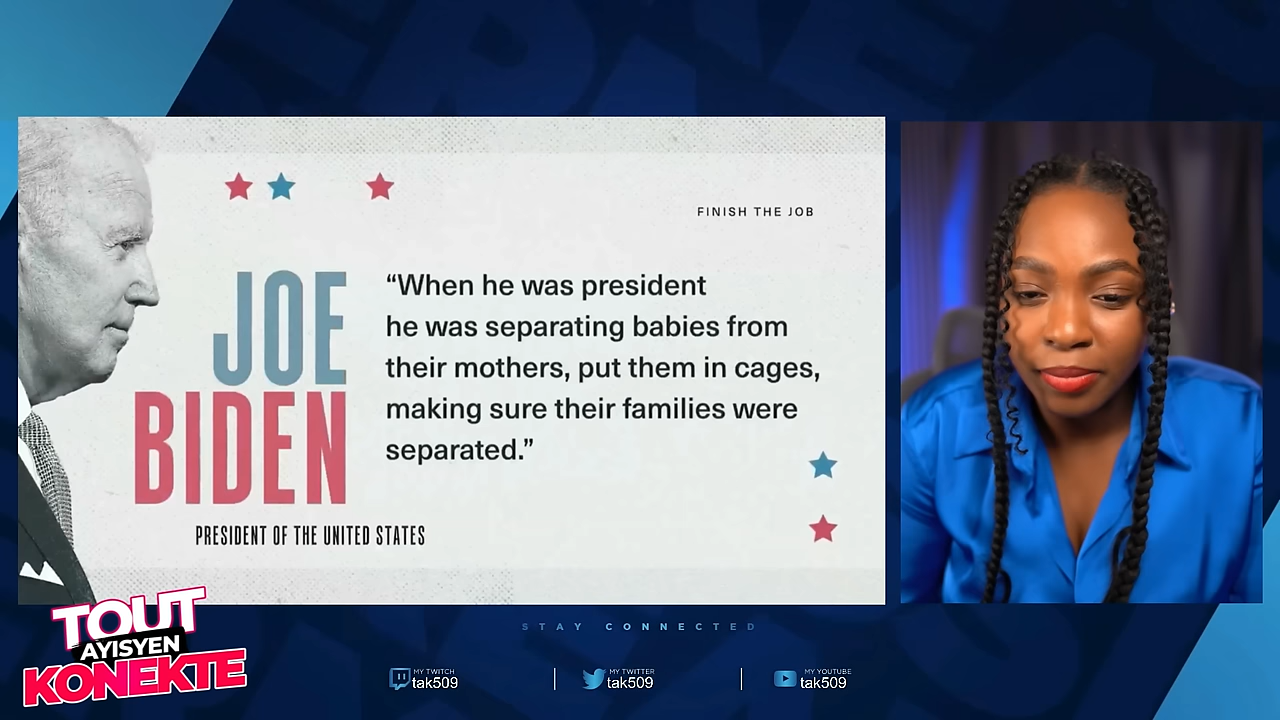 FINISH THE JOB
JOE
BIDEN
PRESIDENT OF THE UNITED STATES
“When he was president
he was separating babies from
their mothers, put them in cages,
making sure their families were
separated.”
TOUT
AYISYEN
KONEKTE
STAY CONNECTED
MY TWITCH
tak509
MY TWITTER
tak509
MY YOUTUBE
tak509